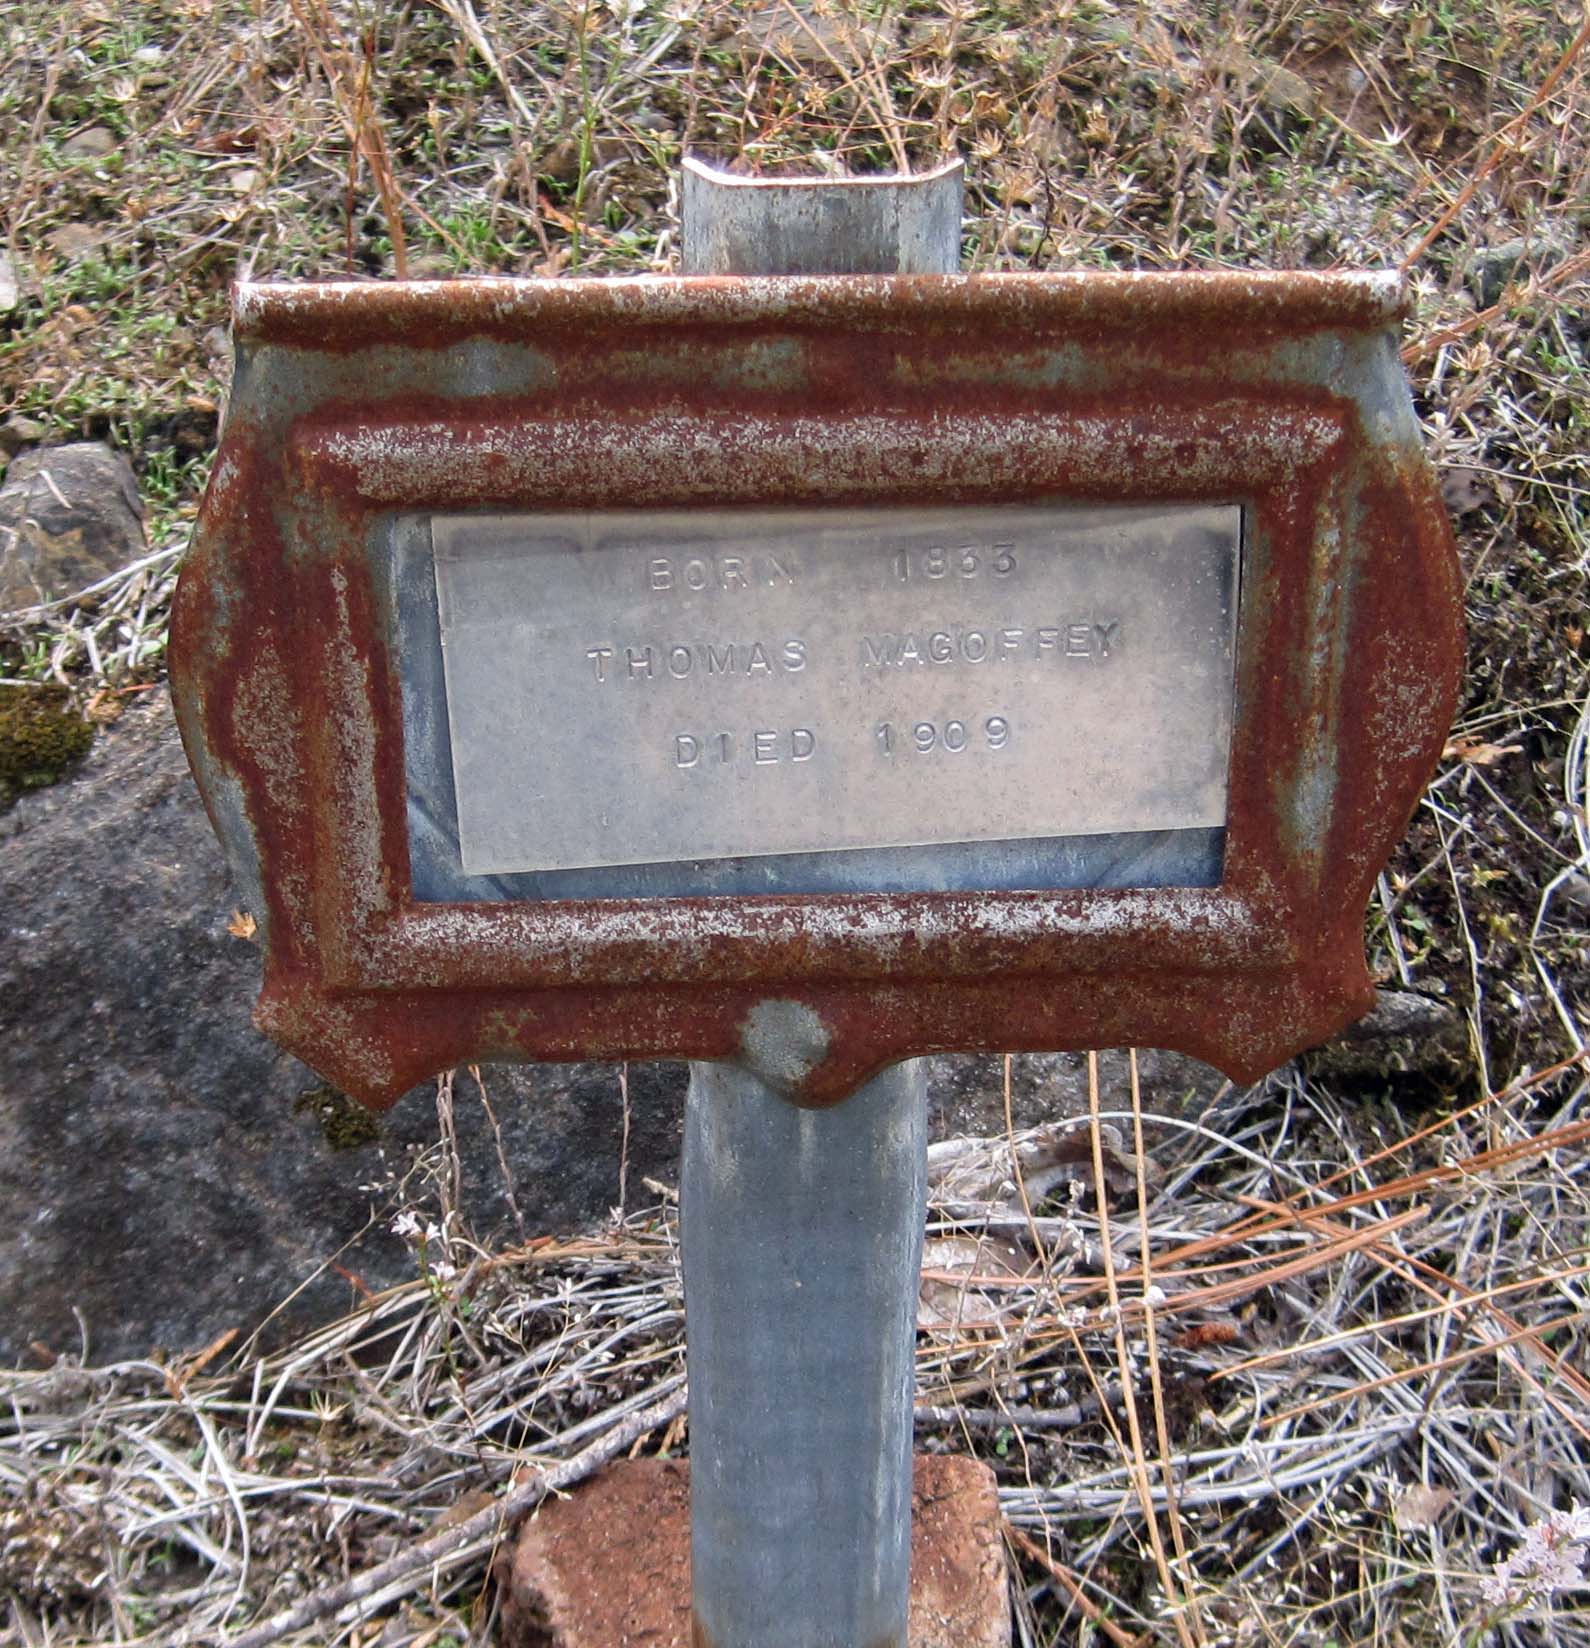 BORN 1833
THOMAS MAGOFFEY
DIED 1909